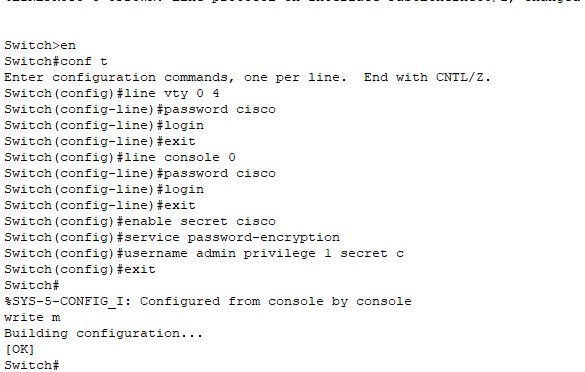 Switch>en
Switch#conf t
Enter configuration commands, one per line.  End with CNTL/Z.
Switch(config)#line vty 0 4
Switch(config-line)#password cisco
Switch(config-line)#login
Switch(config-line)#exit
Switch(config)#line console 0
Switch(config-line)#password cisco
Switch(config-line)#login
Switch(config-line)#exit
Switch(config)#enable secret cisco
Switch(config)#service password-encryption
Switch(config)#username admin privilege 1 secret c
Switch(config)#exit
Switch#
%SYS-5-CONFIG_I: Configured from console by console
write m
Building configuration...
[OK]
Switch#